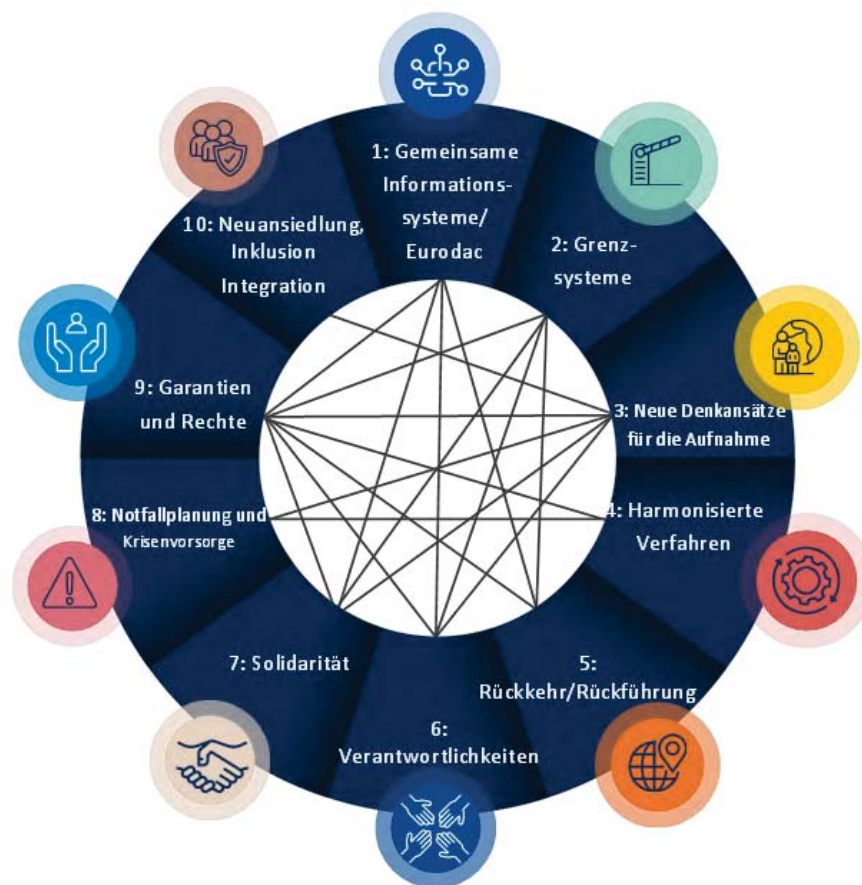 1: Gemeinsame
Informations-
systeme/
Eurodac
2: Grenz-
systeme
3: Neue Denkansätze
für die Aufnahme
4: Harmonisierte
Verfahren
5:
Rückkehr/Rückführung
6:
Verantwortlichkeiten
7: Solidarität
8: Notfallplanung und
Krisenvorsorge
9: Garantien
und Rechte
10: Neuansiedlung,
Inklusion
Integration